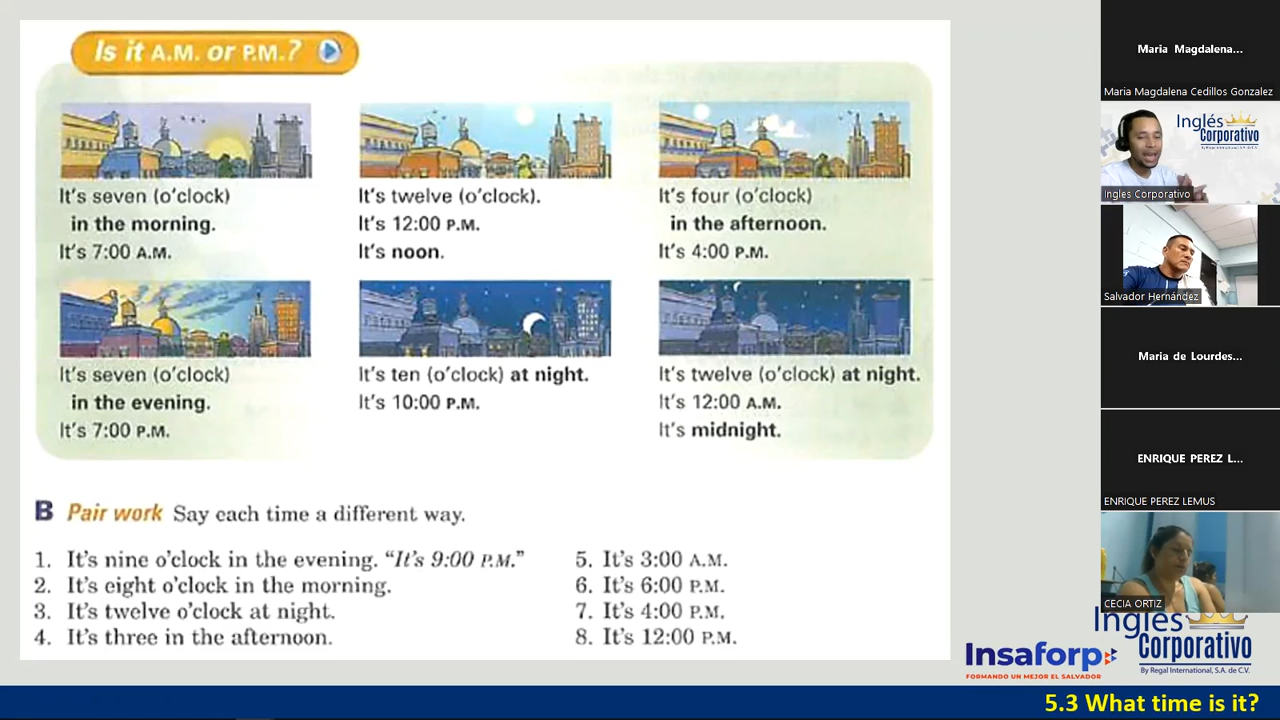 Is it A.M. or P.M.?
It's seven (o'clock)
in the morning.
It's 7:00 A.M.
It's twelve (o'clock).
It's 12:00 P.M.
It's noon.
It's four (o'clock)
in the afternoon.
It's 4:00 P.M.
It's seven (o'clock)
in the evening.
It's 7:00 P.M.
It's ten (o'clock) at night.
It's 10:00 P.M.
It's twelve (o'clock) at night.
It's 12:00 A.M.
It's midnight.
B Pair work Say each time a different way.
1. It's nine o'clock in the evening. "It's 9:00 P.M."
2. It's eight o'clock in the morning.
3. It's twelve o'clock at night.
4. It's three in the afternoon.
5. It's 3:00 A.M.
6. It's 6:00 P.M.
7. It's 4:00 P.M.
8. It's 12:00 P.M.
Maria Magdalena...
Maria Magdalena Cedillos Gonzalez
Inglés
Corporativo
By Regal International, S.A. de C.V.
Ingles Corporativo
Salvador Hernández
Maria de Lourdes...
ENRIQUE PEREZ L...
ENRIQUE PEREZ LEMUS
CECIA ORTIZ
Insaforp
FORMANDO UN MEJOR EL SALVADOR
Inglés
Corporativo
By Regal International, S.A. de C.V.
5.3 What time is it?